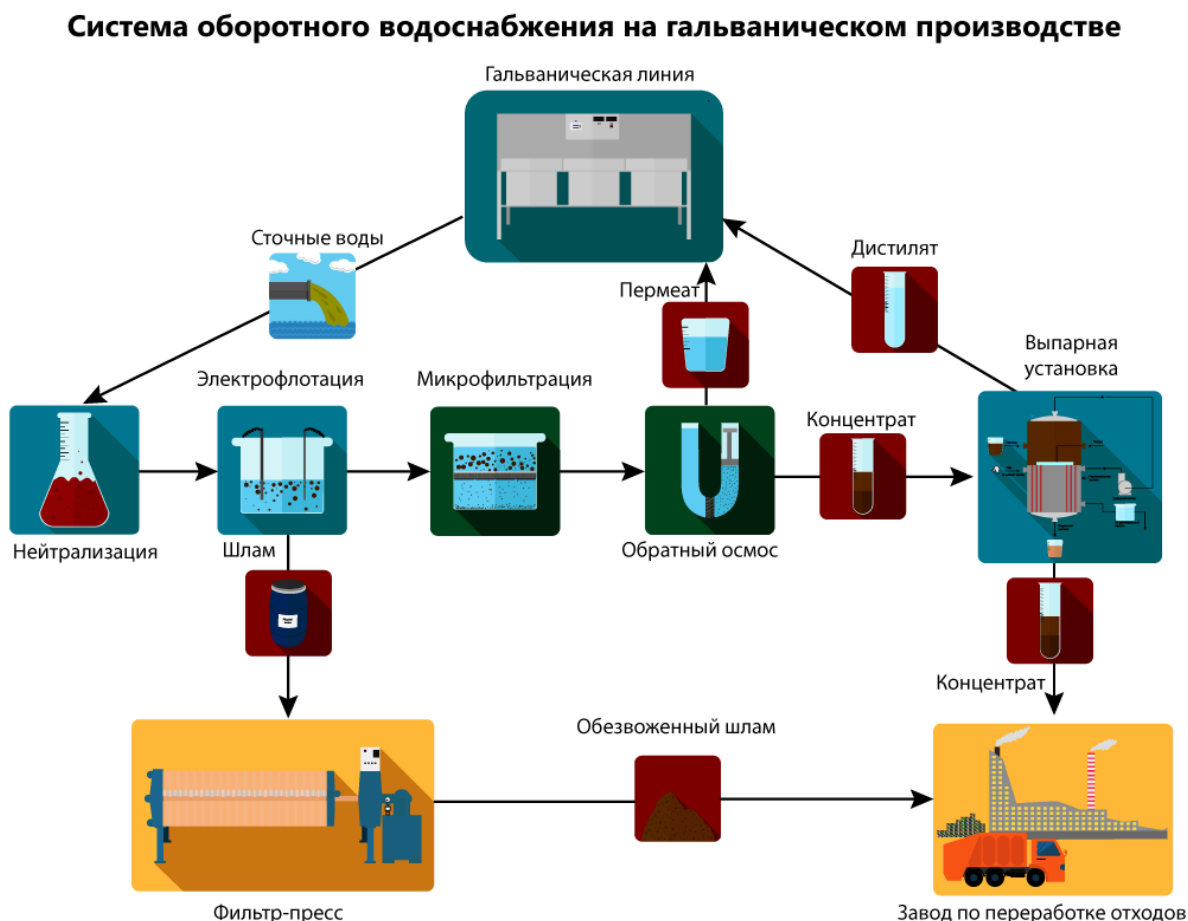 Система оборотного водоснабжения на гальваническом производстве
Гальваническая линия
Сточные воды
Дистилят
Пермеат
Выпарная
установка
Электрофлотация
Микрофильтрация
Концентрат
Нейтрализация
Шлам
Обратный осмос
Концентрат
Обезвоженный шлам
Фильтр-пресс
Завод по переработке отходов